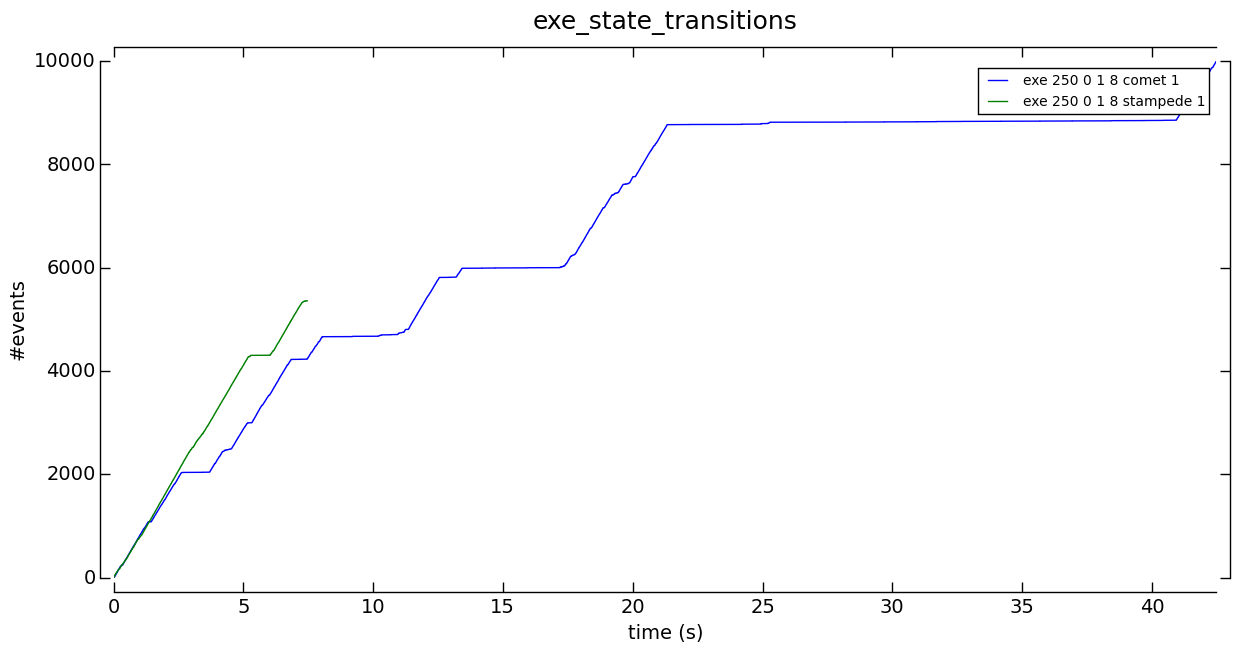 exe_state_transitions
exe 250 0 1 8 comet 1
exe 250 0 1 8 stampede 1
10000
8000
6000
4000
2000
0
#events
0 5 10 15 20 25 30 35 40
time (s)